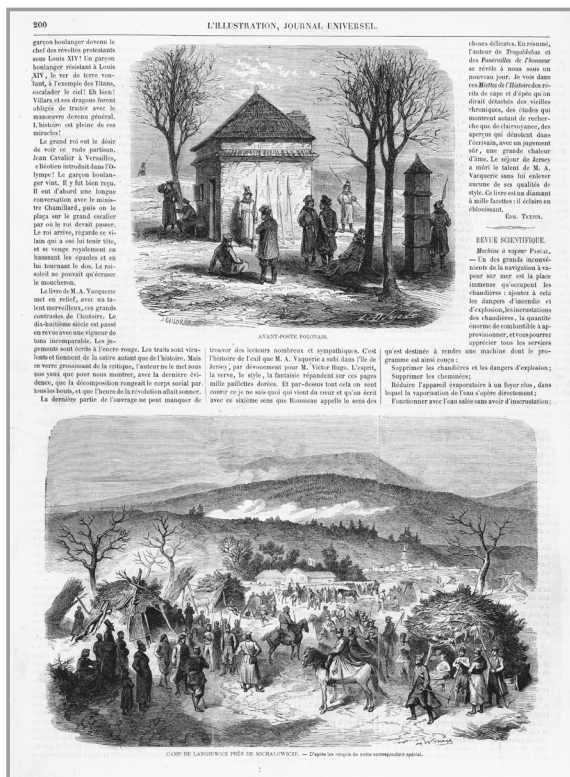 200
L'ILLUSTRATION, JOURNAL UNIVERSEL.
garçon boulanger devenu le
chef des révoltés protestants
sous Louis XIV! Un garçon
boulanger résistant à Louis
XIV, le ver de terre vou-
lant, à l'exemple des Titans,
escalader le ciel! Eh bien!
Villars et ses dragons furent
obligés de traiter avec le
manœuvre devenu général.
L'histoire est pleine de ces
miracles!
Le grand roi eut le désir
de voir ce rude partisan.
Jean Cavalier à Versailles,
ce Béotien introduit dans l'O-
lympe! Le garçon boulan-
ger vint. Il y fut bien reçu.
Il eut d'abord une longue
conversation avec le minis-
tre Chamillard, puis on le
plaça sur le grand escalier
par où le roi devait passer.
Le roi arrive, regarde ce vi-
lain qui a osé lui tenir tête,
et se venge royalement en
haussant les épaules et en
lui tournant le dos. Le roi-
soleil ne pouvait qu'écraser
le moucheron.
Le livre de M. A. Vacquerie
met en relief, avec un ta-
lent merveilleux, ces grands
contrastes de l'histoire. Le
dix-huitième siècle est passé
en revue avec une vigueur de
tons incomparable. Les ju-
gements sont écrits à l'encre rouge. Les traits sont viru-
lents et tiennent de la satire autant que de l'histoire. Mais
ce verre grossissant de la critique, l'auteur ne le met sous
nos yeux que pour nous montrer, avec la dernière évi-
dence, que la décomposition rongeait le corps social par
tous les bouts, et que l'heure de la révolution allait sonner.
La dernière partie de l'ouvrage ne peut manquer de
AVANT-POSTE POLONAIS.
trouver des lecteurs nombreux et sympathiques. C'est
l'histoire de l'exil que M. A. Vaquerie a subi dans l'île de
Jersey, par dévouement pour M. Victor Hugo. L'esprit,
la verve, le style, la fantaisie répandent sur ces pages
mille paillettes dorées. Et par-dessus tout cela on sent
courir ce je ne sais quoi qui vient du cœur et qu'on écrit
avec ce sixième sens que Rousseau appelle le sens des
choses délicates. En résumé,
l'auteur de Tragaldabas et
des Funérailles de l'honneur
se révèle à nous sous un
nouveau jour. Je vois dans
ces Miettes de l'Histoire des ré-
cits de cape et d'épée qu'on
dirait détachés des vieilles
chroniques, des études qui
montrent autant de recher-
che que de clairvoyance, des
aperçus qui dénotent dans
l'écrivain, avec un jugement
sûr, une grande chaleur
d'âme. Le séjour de Jersey
a mûri le talent de M. A.
Vacquerie sans lui enlever
aucune de ses qualités de
style. Ce livre est un diamant
à mille facettes: il éclaire en
éblouissant.
EDM. TEXIER.
REVUE SCIENTIFIQUE.
Machine à vapeur PASCAL.
— Un des grands inconvé-
nients de la navigation à va-
peur sur mer est la place
immense qu'occupent les
chaudières: ajoutez à cela
les dangers d'incendie et
d'explosion, les incrustations
des chaudières, la quantité
énorme de combustible à ap-
provisionner, et vous pourrez
apprécier tous les services
qu'est destinée à rendre une machine dont le pro-
gramme est ainsi conçu:
Supprimer les chaudières et les dangers d'explosion;
Supprimer les cheminées;
Réduire l'appareil évaporatoire à un foyer clos, dans
lequel la vaporisation de l'eau s'opère directement;
Fonctionner avec l'eau salée sans avoir d'incrustation;
CAMP DE LANGIEWICZ PRÈS DE MICHALOWICZE. — D'après les croquis de notre correspondant spécial.